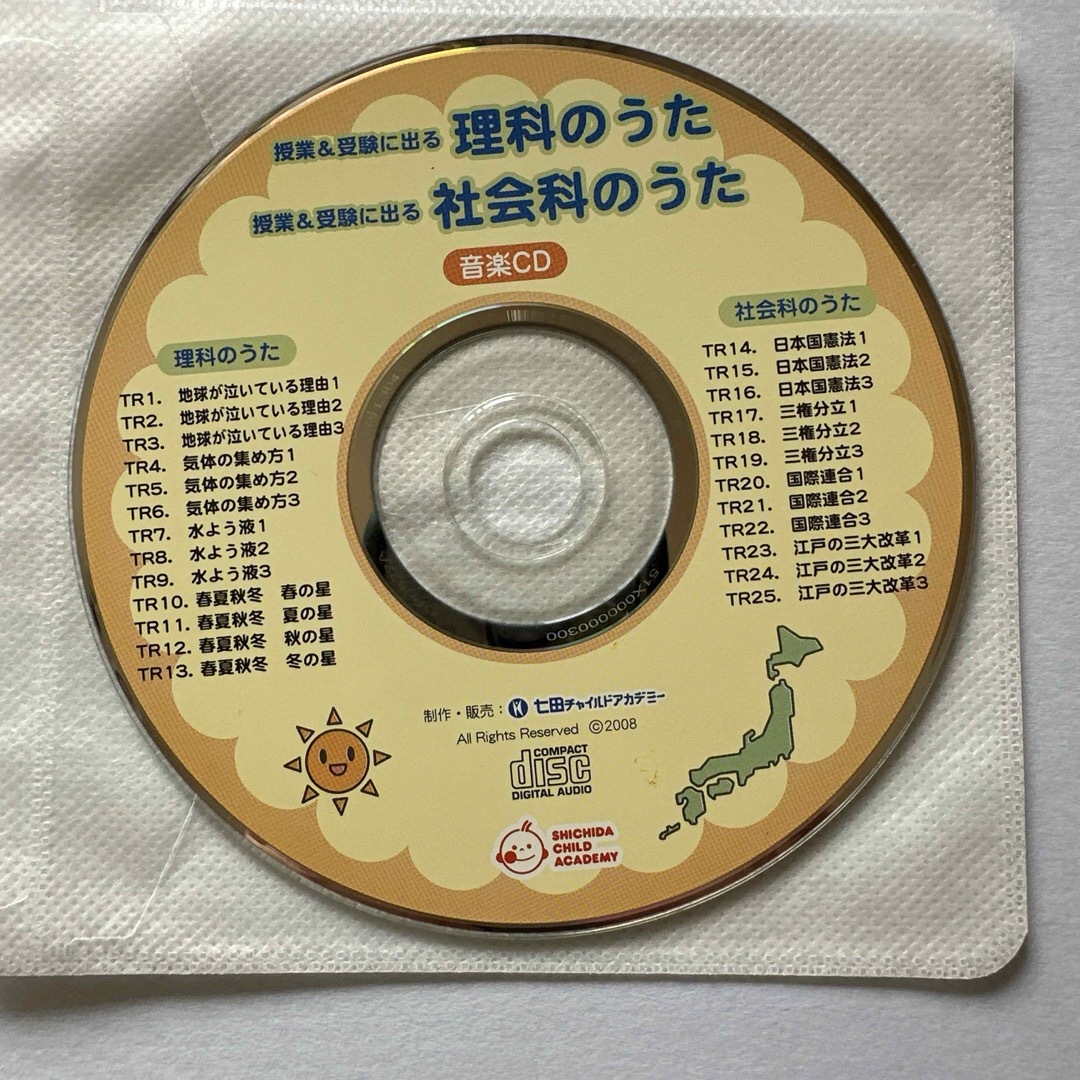 授業＆受験に出る 理科のうた
授業＆受験に出る 社会科のうた
音楽CD
理科のうた
TR1. 地球が泣いている理由1
TR2. 地球が泣いている理由2
TR3. 地球が泣いている理由3
TR4. 気体の集め方1
TR5. 気体の集め方2
TR6. 気体の集め方3
TR7. 水よう液1
TR8. 水よう液2
TR9. 水よう液3
TR10. 春夏秋冬 春の星
TR11. 春夏秋冬 夏の星
TR12. 春夏秋冬 秋の星
TR13. 春夏秋冬 冬の星
社会科のうた
TR14. 日本国憲法1
TR15. 日本国憲法2
TR16. 日本国憲法3
TR17. 三権分立1
TR18. 三権分立2
TR19. 三権分立3
TR20. 国際連合1
TR21. 国際連合2
TR22. 国際連合3
TR23. 江戸の三大改革1
TR24. 江戸の三大改革2
TR25. 江戸の三大改革3
51X000000300
制作・販売：七田チャイルドアカデミー
All Rights Reserved ©2008
COMPACT
disc
DIGITAL AUDIO
SHICHIDA
CHILD
ACADEMY